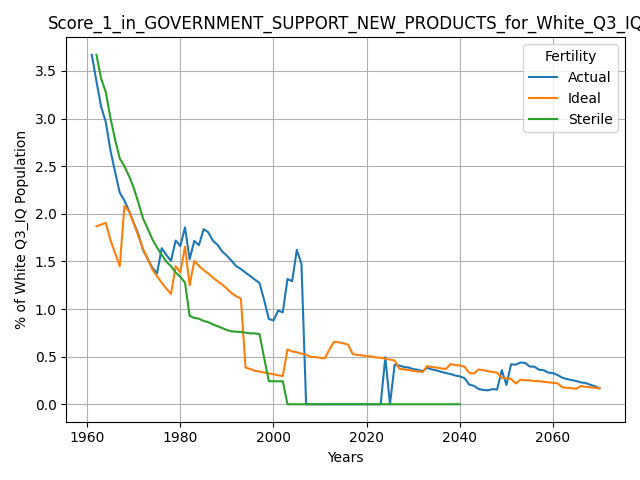 Score_1_in_GOVERNMENT_SUPPORT_NEW_PRODUCTS_for_White_Q3_IQ
Fertility
Actual
Ideal
Sterile
% of White Q3_IQ Population
3.5
3.0
2.5
2.0
1.5
1.0
0.5
0.0
1960 1980 2000 2020 2040 2060
Years